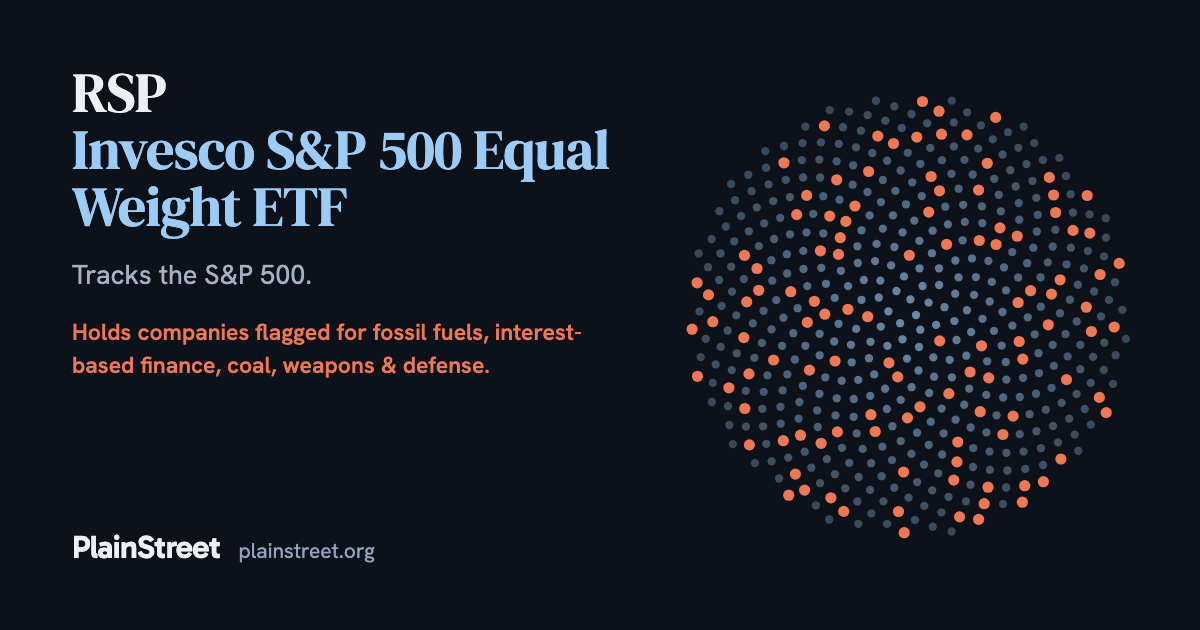 RSP
Invesco S&P 500 Equal
Weight ETF
Tracks the S&P 500.
Holds companies flagged for fossil fuels, interest-
based finance, coal, weapons & defense.
PlainStreet plainstreet.org